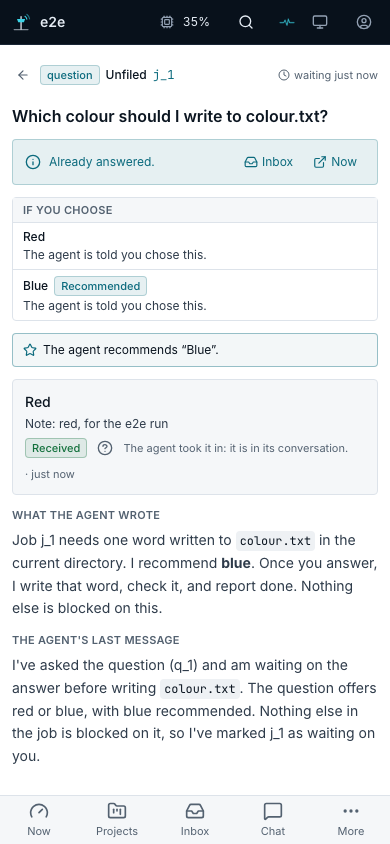 e2e
35%
question Unfiled j_1
waiting just now
Which colour should I write to colour.txt?
Already answered.
Inbox
Now
IF YOU CHOOSE
Red
The agent is told you chose this.
Blue Recommended
The agent is told you chose this.
The agent recommends “Blue”.
Red
Note: red, for the e2e run
Received ? The agent took it in: it is in its conversation.
· just now
WHAT THE AGENT WROTE
Job j_1 needs one word written to colour.txt in the
current directory. I recommend blue. Once you answer,
I write that word, check it, and report done. Nothing
else is blocked on this.
THE AGENT'S LAST MESSAGE
I've asked the question (q_1) and am waiting on the
answer before writing colour.txt. The question offers
red or blue, with blue recommended. Nothing else in
the job is blocked on it, so I've marked j_1 as waiting on
you.
Now
Projects
Inbox
Chat
More